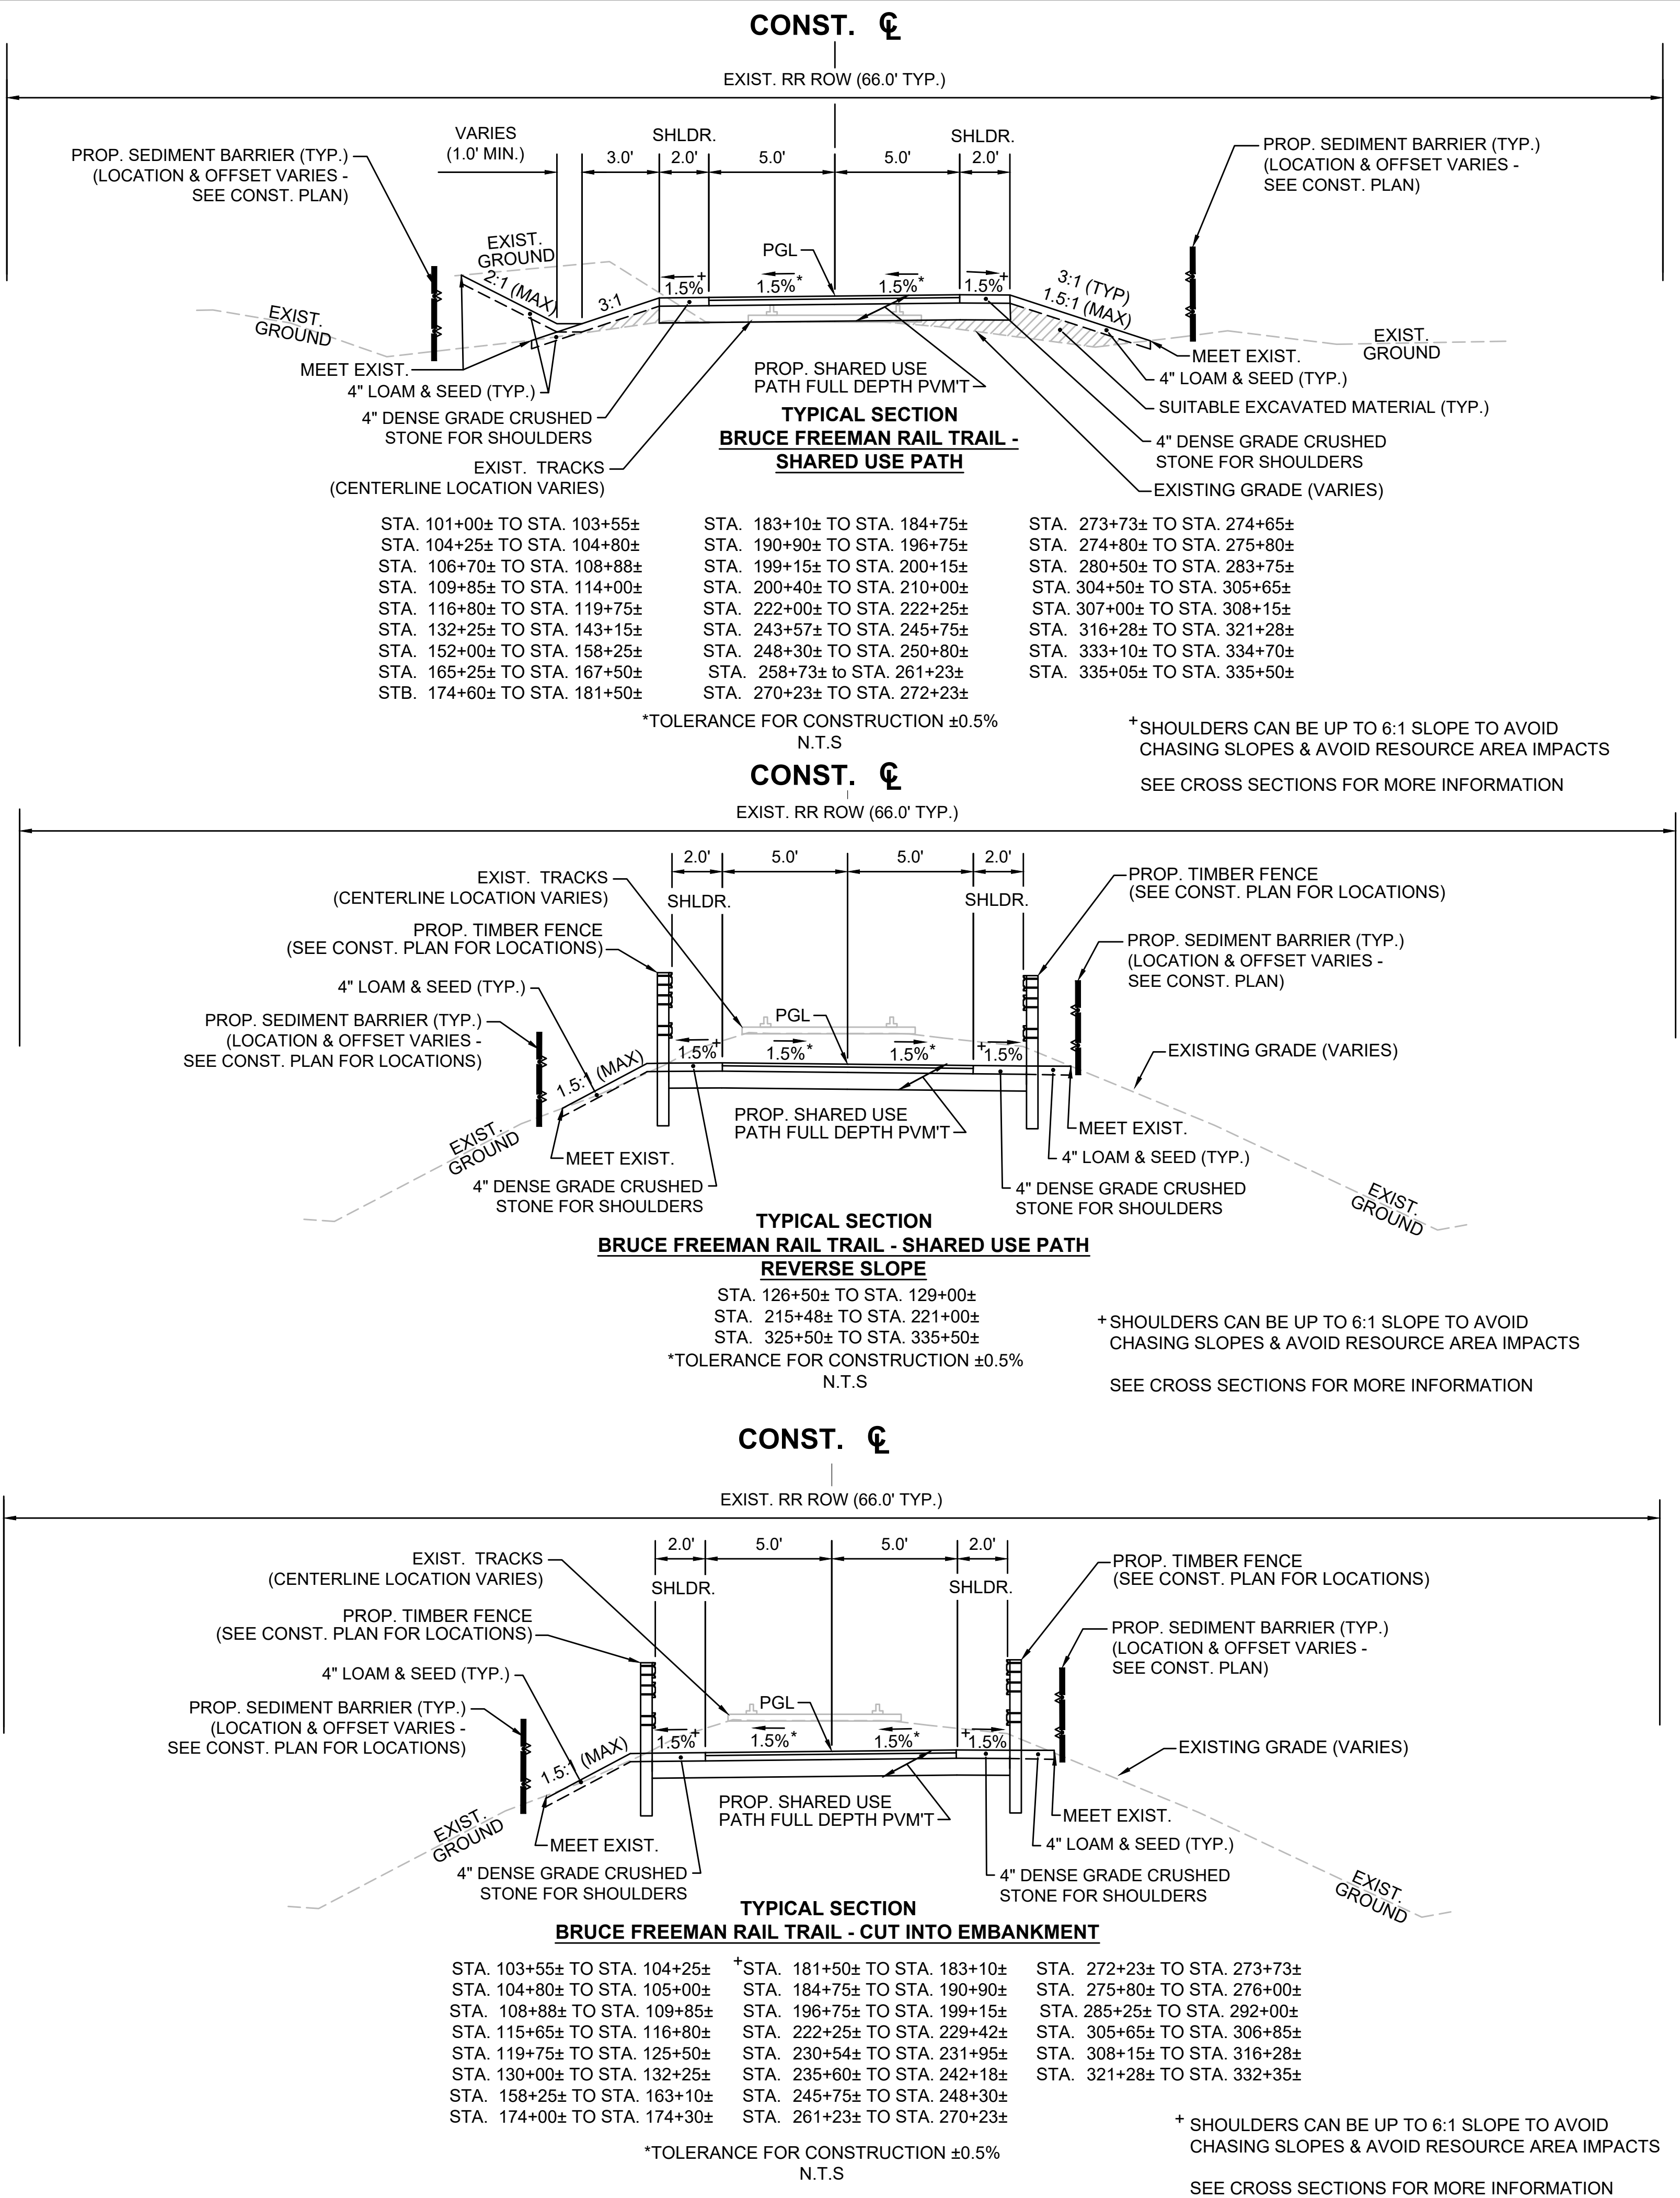 CONST. ℄
EXIST. RR ROW (66.0' TYP.)
VARIES
(1.0' MIN.)
3.0'
SHLDR.
2.0'
5.0'
5.0'
SHLDR.
2.0'
PROP. SEDIMENT BARRIER (TYP.)
(LOCATION & OFFSET VARIES -
SEE CONST. PLAN)
PROP. SEDIMENT BARRIER (TYP.)
(LOCATION & OFFSET VARIES -
SEE CONST. PLAN)
EXIST.
GROUND
2:1 (MAX)
3:1
EXIST.
GROUND
PGL
+
1.5%
1.5%*
1.5%*
+
1.5%
3:1 (TYP)
1.5:1 (MAX)
EXIST.
GROUND
MEET EXIST.
4" LOAM & SEED (TYP.)
4" DENSE GRADE CRUSHED
STONE FOR SHOULDERS
EXIST. TRACKS
(CENTERLINE LOCATION VARIES)
PROP. SHARED USE
PATH FULL DEPTH PVM'T
MEET EXIST.
4" LOAM & SEED (TYP.)
SUITABLE EXCAVATED MATERIAL (TYP.)
4" DENSE GRADE CRUSHED
STONE FOR SHOULDERS
EXISTING GRADE (VARIES)
TYPICAL SECTION
BRUCE FREEMAN RAIL TRAIL -
SHARED USE PATH
STA. 101+00± TO STA. 103+55±
STA. 104+25± TO STA. 104+80±
STA. 106+70± TO STA. 108+88±
STA. 109+85± TO STA. 114+00±
STA. 116+80± TO STA. 119+75±
STA. 132+25± TO STA. 143+15±
STA. 152+00± TO STA. 158+25±
STA. 165+25± TO STA. 167+50±
STB. 174+60± TO STA. 181+50±
STA. 183+10± TO STA. 184+75±
STA. 190+90± TO STA. 196+75±
STA. 199+15± TO STA. 200+15±
STA. 200+40± TO STA. 210+00±
STA. 222+00± TO STA. 222+25±
STA. 243+57± TO STA. 245+75±
STA. 248+30± TO STA. 250+80±
STA. 258+73± to STA. 261+23±
STA. 270+23± TO STA. 272+23±
STA. 273+73± TO STA. 274+65±
STA. 274+80± TO STA. 275+80±
STA. 280+50± TO STA. 283+75±
STA. 304+50± TO STA. 305+65±
STA. 307+00± TO STA. 308+15±
STA. 316+28± TO STA. 321+28±
STA. 333+10± TO STA. 334+70±
STA. 335+05± TO STA. 335+50±
*TOLERANCE FOR CONSTRUCTION ±0.5%
N.T.S
+SHOULDERS CAN BE UP TO 6:1 SLOPE TO AVOID
CHASING SLOPES & AVOID RESOURCE AREA IMPACTS
SEE CROSS SECTIONS FOR MORE INFORMATION
CONST. ℄
EXIST. RR ROW (66.0' TYP.)
2.0'
5.0'
5.0'
2.0'
SHLDR.
SHLDR.
EXIST. TRACKS
(CENTERLINE LOCATION VARIES)
PROP. TIMBER FENCE
(SEE CONST. PLAN FOR LOCATIONS)
4" LOAM & SEED (TYP.)
PROP. SEDIMENT BARRIER (TYP.)
(LOCATION & OFFSET VARIES -
SEE CONST. PLAN FOR LOCATIONS)
PROP. TIMBER FENCE
(SEE CONST. PLAN FOR LOCATIONS)
PROP. SEDIMENT BARRIER (TYP.)
(LOCATION & OFFSET VARIES -
SEE CONST. PLAN)
EXISTING GRADE (VARIES)
PGL
1.5:1 (MAX)
+
1.5%
1.5%*
1.5%*
+
1.5%
EXIST.
GROUND
MEET EXIST.
4" DENSE GRADE CRUSHED
STONE FOR SHOULDERS
PROP. SHARED USE
PATH FULL DEPTH PVM'T
MEET EXIST.
4" LOAM & SEED (TYP.)
4" DENSE GRADE CRUSHED
STONE FOR SHOULDERS
EXIST.
GROUND
TYPICAL SECTION
BRUCE FREEMAN RAIL TRAIL - SHARED USE PATH
REVERSE SLOPE
STA. 126+50± TO STA. 129+00±
STA. 215+48± TO STA. 221+00±
STA. 325+50± TO STA. 335+50±
*TOLERANCE FOR CONSTRUCTION ±0.5%
N.T.S
+SHOULDERS CAN BE UP TO 6:1 SLOPE TO AVOID
CHASING SLOPES & AVOID RESOURCE AREA IMPACTS
SEE CROSS SECTIONS FOR MORE INFORMATION
CONST. ℄
EXIST. RR ROW (66.0' TYP.)
2.0'
5.0'
5.0'
2.0'
SHLDR.
SHLDR.
EXIST. TRACKS
(CENTERLINE LOCATION VARIES)
PROP. TIMBER FENCE
(SEE CONST. PLAN FOR LOCATIONS)
4" LOAM & SEED (TYP.)
PROP. SEDIMENT BARRIER (TYP.)
(LOCATION & OFFSET VARIES -
SEE CONST. PLAN FOR LOCATIONS)
PROP. TIMBER FENCE
(SEE CONST. PLAN FOR LOCATIONS)
PROP. SEDIMENT BARRIER (TYP.)
(LOCATION & OFFSET VARIES -
SEE CONST. PLAN)
EXISTING GRADE (VARIES)
PGL
1.5:1 (MAX)
+
1.5%
1.5%*
1.5%*
+
1.5%
EXIST.
GROUND
MEET EXIST.
4" DENSE GRADE CRUSHED
STONE FOR SHOULDERS
PROP. SHARED USE
PATH FULL DEPTH PVM'T
MEET EXIST.
4" LOAM & SEED (TYP.)
4" DENSE GRADE CRUSHED
STONE FOR SHOULDERS
EXIST.
GROUND
TYPICAL SECTION
BRUCE FREEMAN RAIL TRAIL - CUT INTO EMBANKMENT
STA. 103+55± TO STA. 104+25±
STA. 104+80± TO STA. 105+00±
STA. 108+88± TO STA. 109+85±
STA. 115+65± TO STA. 116+80±
STA. 119+75± TO STA. 125+50±
STA. 130+00± TO STA. 132+25±
STA. 158+25± TO STA. 163+10±
STA. 174+00± TO STA. 174+30±
+STA. 181+50± TO STA. 183+10±
STA. 184+75± TO STA. 190+90±
STA. 196+75± TO STA. 199+15±
STA. 222+25± TO STA. 229+42±
STA. 230+54± TO STA. 231+95±
STA. 235+60± TO STA. 242+18±
STA. 245+75± TO STA. 248+30±
STA. 261+23± TO STA. 270+23±
STA. 272+23± TO STA. 273+73±
STA. 275+80± TO STA. 276+00±
STA. 285+25± TO STA. 292+00±
STA. 305+65± TO STA. 306+85±
STA. 308+15± TO STA. 316+28±
STA. 321+28± TO STA. 332+35±
*TOLERANCE FOR CONSTRUCTION ±0.5%
N.T.S
+ SHOULDERS CAN BE UP TO 6:1 SLOPE TO AVOID
CHASING SLOPES & AVOID RESOURCE AREA IMPACTS
SEE CROSS SECTIONS FOR MORE INFORMATION